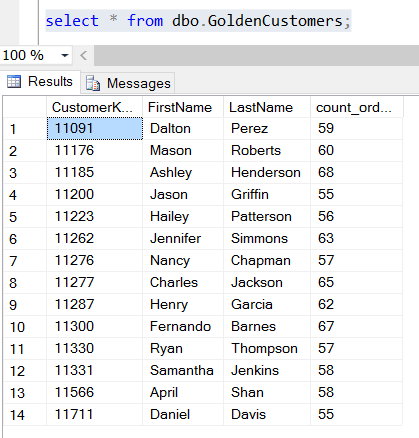 select * from dbo.GoldenCustomers;
100 %
Results Messages
CustomerK... FirstName LastName count_ord...
1 11091 Dalton Perez 59
2 11176 Mason Roberts 60
3 11185 Ashley Henderson 68
4 11200 Jason Griffin 55
5 11223 Hailey Patterson 56
6 11262 Jennifer Simmons 63
7 11276 Nancy Chapman 57
8 11277 Charles Jackson 65
9 11287 Henry Garcia 62
10 11300 Fernando Barnes 67
11 11330 Ryan Thompson 57
12 11331 Samantha Jenkins 58
13 11566 April Shan 58
14 11711 Daniel Davis 55